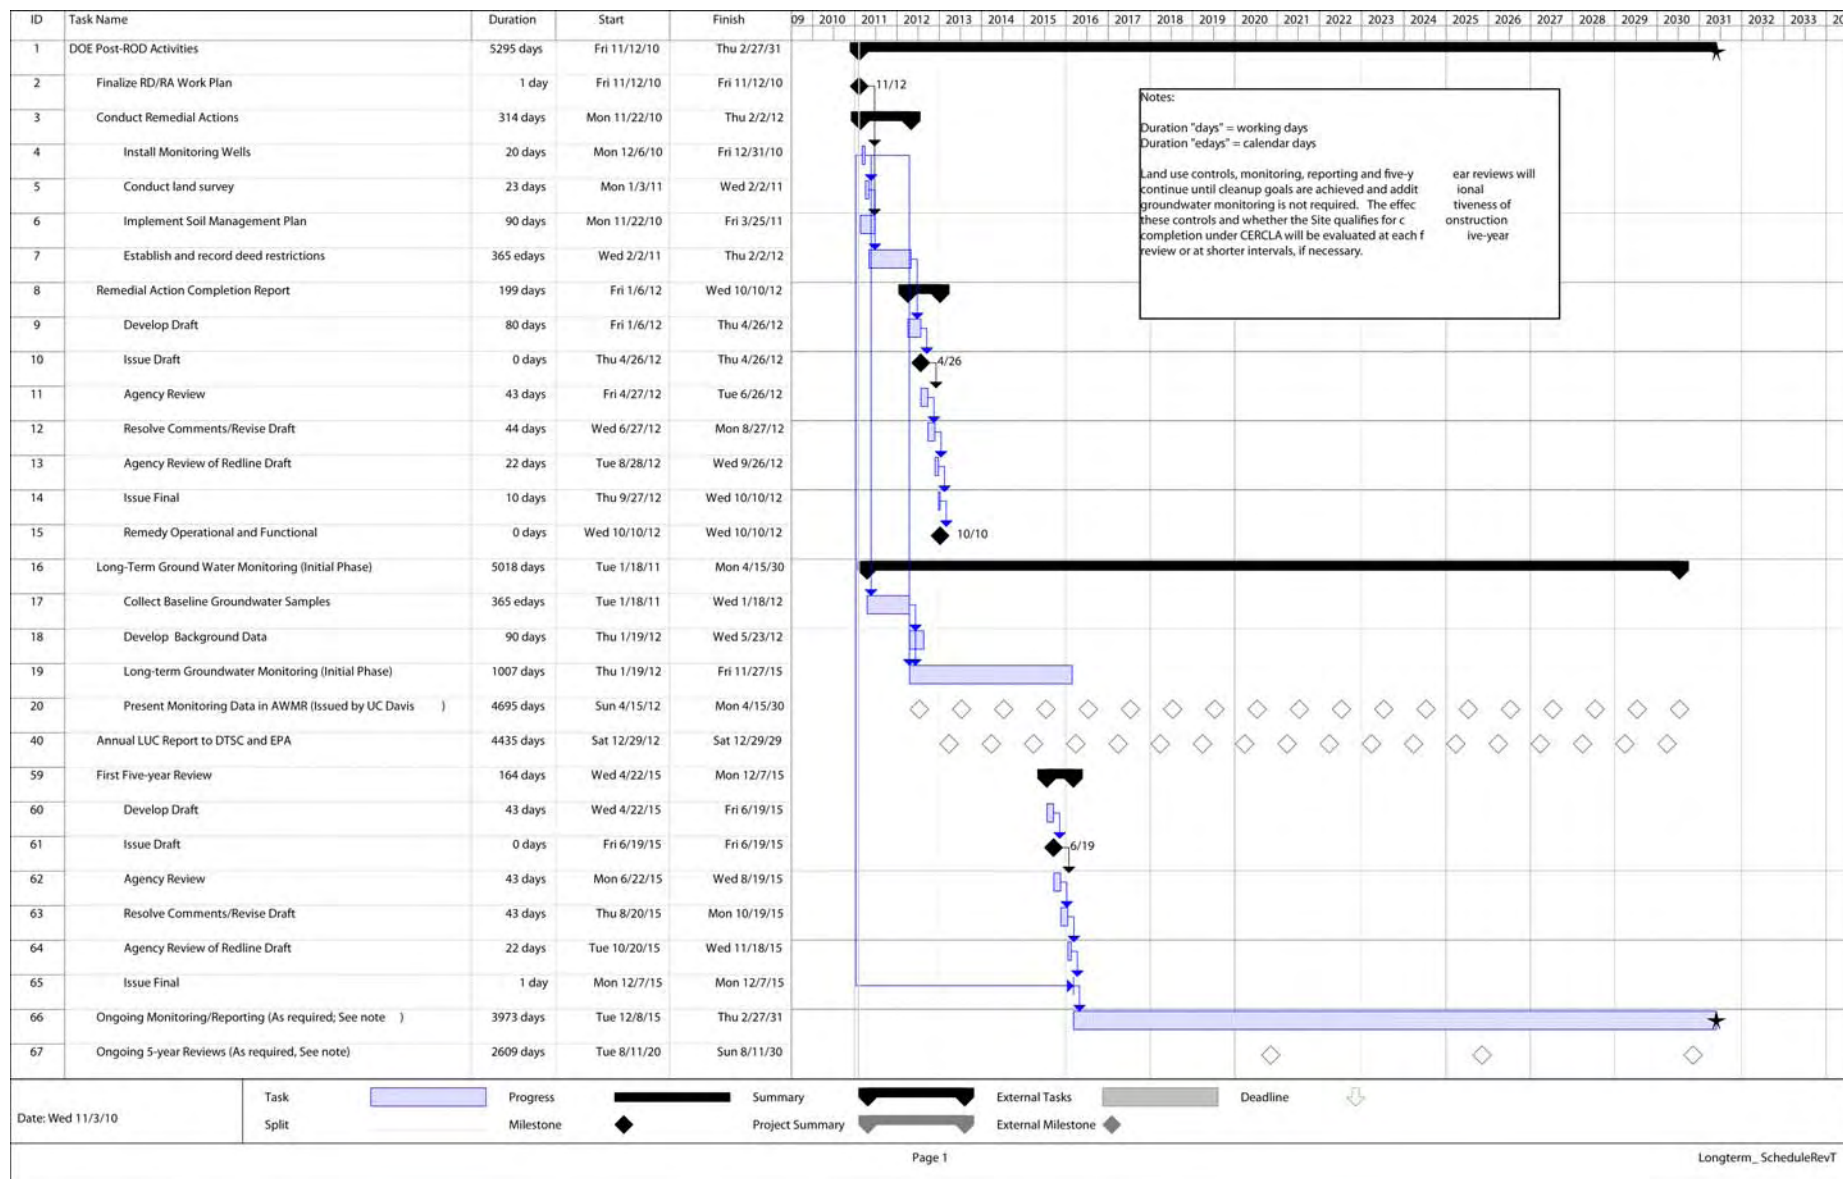 ID Task Name Duration Start Finish 09 2010 2011 2012 2013 2014 2015 2016 2017 2018 2019 2020 2021 2022 2023 2024 2025 2026 2027 2028 2029 2030 2031 2032 2033 20
1 DOE Post-ROD Activities 5295 days Fri 11/12/10 Thu 2/27/31
2 Finalize RD/RA Work Plan 1 day Fri 11/12/10 Fri 11/12/10 11/12
3 Conduct Remedial Actions 314 days Mon 11/22/10 Thu 2/2/12
4 Install Monitoring Wells 20 days Mon 12/6/10 Fri 12/31/10
5 Conduct land survey 23 days Mon 1/3/11 Wed 2/2/11
6 Implement Soil Management Plan 90 days Mon 11/22/10 Fri 3/25/11
7 Establish and record deed restrictions 365 edays Wed 2/2/11 Thu 2/2/12
8 Remedial Action Completion Report 199 days Fri 1/6/12 Wed 10/10/12
9 Develop Draft 80 days Fri 1/6/12 Thu 4/26/12
10 Issue Draft 0 days Thu 4/26/12 Thu 4/26/12 4/26
11 Agency Review 43 days Fri 4/27/12 Tue 6/26/12
12 Resolve Comments/Revise Draft 44 days Wed 6/27/12 Mon 8/27/12
13 Agency Review of Redline Draft 22 days Tue 8/28/12 Wed 9/26/12
14 Issue Final 10 days Thu 9/27/12 Wed 10/10/12
15 Remedy Operational and Functional 0 days Wed 10/10/12 Wed 10/10/12 10/10
16 Long-Term Ground Water Monitoring (Initial Phase) 5018 days Tue 1/18/11 Mon 4/15/30
17 Collect Baseline Groundwater Samples 365 edays Tue 1/18/11 Wed 1/18/12
18 Develop Background Data 90 days Thu 1/19/12 Wed 5/23/12
19 Long-term Groundwater Monitoring (Initial Phase) 1007 days Thu 1/19/12 Fri 11/27/15
20 Present Monitoring Data in AWMR (Issued by UC Davis ) 4695 days Sun 4/15/12 Mon 4/15/30
40 Annual LUC Report to DTSC and EPA 4435 days Sat 12/29/12 Sat 12/29/29
59 First Five-year Review 164 days Wed 4/22/15 Mon 12/7/15
60 Develop Draft 43 days Wed 4/22/15 Fri 6/19/15
61 Issue Draft 0 days Fri 6/19/15 Fri 6/19/15 6/19
62 Agency Review 43 days Mon 6/22/15 Wed 8/19/15
63 Resolve Comments/Revise Draft 43 days Thu 8/20/15 Mon 10/19/15
64 Agency Review of Redline Draft 22 days Tue 10/20/15 Wed 11/18/15
65 Issue Final 1 day Mon 12/7/15 Mon 12/7/15
66 Ongoing Monitoring/Reporting (As required; See note ) 3973 days Tue 12/8/15 Thu 2/27/31
67 Ongoing 5-year Reviews (As required, See note) 2609 days Tue 8/11/20 Sun 8/11/30
Notes:
Duration "days" = working days
Duration "edays" = calendar days
Land use controls, monitoring, reporting and five-y ear reviews will
continue until cleanup goals are achieved and addit ional
groundwater monitoring is not required. The effec tiveness of
these controls and whether the Site qualifies for c onstruction
completion under CERCLA will be evaluated at each f ive-year
review or at shorter intervals, if necessary.
Date: Wed 11/3/10
Task Progress Summary External Tasks Deadline
Split Milestone Project Summary External Milestone
Page 1
Longterm_ ScheduleRevT